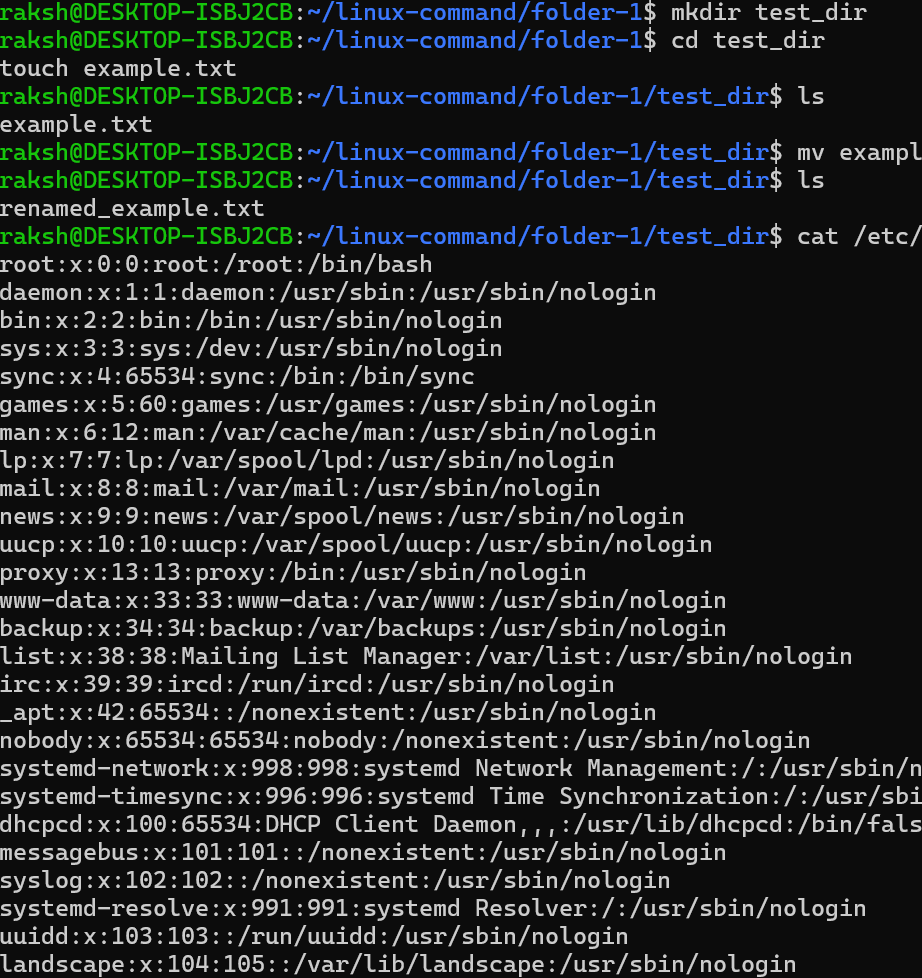 raksh@DESKTOP-ISBJ2CB:~/linux-command/folder-1$ mkdir test_dir
raksh@DESKTOP-ISBJ2CB:~/linux-command/folder-1$ cd test_dir
touch example.txt
raksh@DESKTOP-ISBJ2CB:~/linux-command/folder-1/test_dir$ ls
example.txt
raksh@DESKTOP-ISBJ2CB:~/linux-command/folder-1/test_dir$ mv exampl
raksh@DESKTOP-ISBJ2CB:~/linux-command/folder-1/test_dir$ ls
renamed_example.txt
raksh@DESKTOP-ISBJ2CB:~/linux-command/folder-1/test_dir$ cat /etc/
root:x:0:0:root:/root:/bin/bash
daemon:x:1:1:daemon:/usr/sbin:/usr/sbin/nologin
bin:x:2:2:bin:/bin:/usr/sbin/nologin
sys:x:3:3:sys:/dev:/usr/sbin/nologin
sync:x:4:65534:sync:/bin:/bin/sync
games:x:5:60:games:/usr/games:/usr/sbin/nologin
man:x:6:12:man:/var/cache/man:/usr/sbin/nologin
lp:x:7:7:lp:/var/spool/lpd:/usr/sbin/nologin
mail:x:8:8:mail:/var/mail:/usr/sbin/nologin
news:x:9:9:news:/var/spool/news:/usr/sbin/nologin
uucp:x:10:10:uucp:/var/spool/uucp:/usr/sbin/nologin
proxy:x:13:13:proxy:/bin:/usr/sbin/nologin
www-data:x:33:33:www-data:/var/www:/usr/sbin/nologin
backup:x:34:34:backup:/var/backups:/usr/sbin/nologin
list:x:38:38:Mailing List Manager:/var/list:/usr/sbin/nologin
irc:x:39:39:ircd:/run/ircd:/usr/sbin/nologin
_apt:x:42:65534::/nonexistent:/usr/sbin/nologin
nobody:x:65534:65534:nobody:/nonexistent:/usr/sbin/nologin
systemd-network:x:998:998:systemd Network Management:/:/usr/sbin/n
systemd-timesync:x:996:996:systemd Time Synchronization:/:/usr/sbi
dhcpcd:x:100:65534:DHCP Client Daemon,,,:/usr/lib/dhcpcd:/bin/fals
messagebus:x:101:101::/nonexistent:/usr/sbin/nologin
syslog:x:102:102::/nonexistent:/usr/sbin/nologin
systemd-resolve:x:991:991:systemd Resolver:/:/usr/sbin/nologin
uuidd:x:103:103::/run/uuidd:/usr/sbin/nologin
landscape:x:104:105::/var/lib/landscape:/usr/sbin/nologin